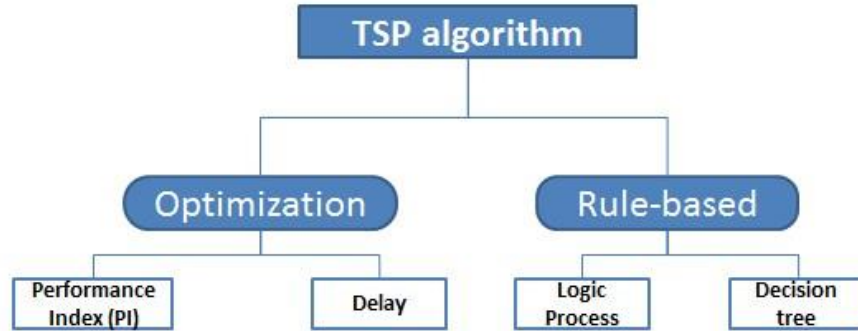 TSP algorithm
Optimization
Rule-based
Performance
Index (PI)
Delay
Logic
Process
Decision
tree